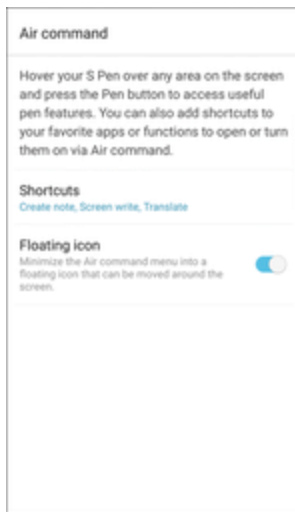 Air command
Hover your S Pen over any area on the screen
and press the Pen button to access useful
pen features. You can also add shortcuts to
your favorite apps or functions to open or turn
them on via Air command.
Shortcuts
Create note, Screen write, Translate
Floating icon
Minimize the Air command menu into a
floating icon that can be moved around the
screen.